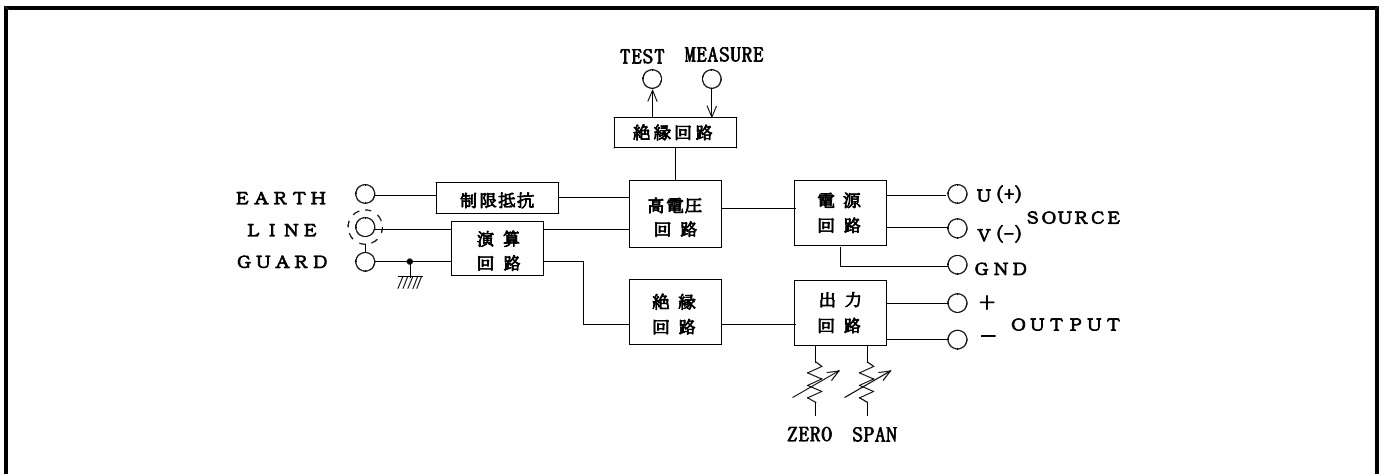 TEST MEASURE
絶縁回路
EARTH
制限抵抗
高電圧
回路
電源
回路
U(+)
SOURCE
LINE
演算
回路
V(-)
GUARD
GND
絶縁
回路
出力
回路
+
OUTPUT
-
ZERO SPAN